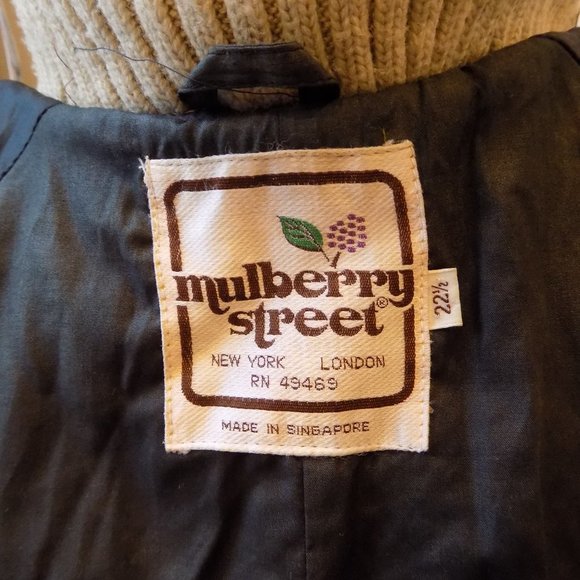 mulberry
street®
NEW YORK LONDON
RN 49469
MADE IN SINGAPORE
22½